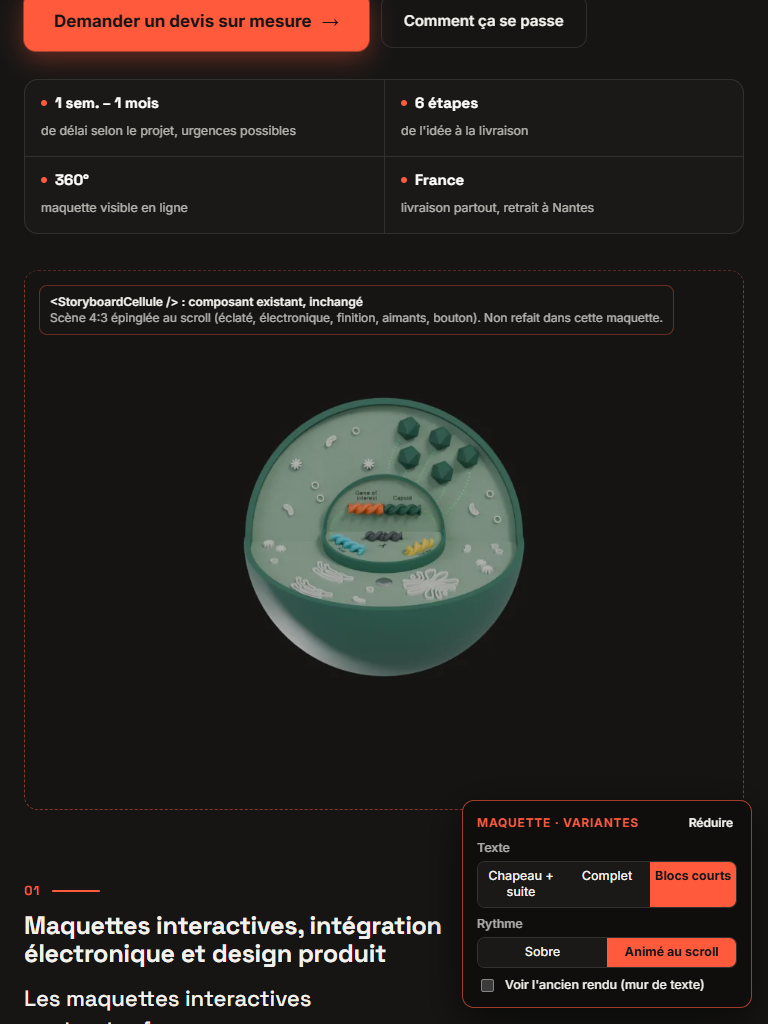 Demander un devis sur mesure →
Comment ça se passe
1 sem. – 1 mois
de délai selon le projet, urgences possibles
6 étapes
de l'idée à la livraison
360°
maquette visible en ligne
France
livraison partout, retrait à Nantes
<StoryboardCellule /> : composant existant, inchangé
Scène 4:3 épinglée au scroll (éclaté, électronique, finition, aimants, bouton). Non refait dans cette maquette.
Gene of
interest
Capsid
MAQUETTE · VARIANTES
Réduire
Texte
Chapeau +
suite
Complet
Blocs courts
Rythme
Sobre
Animé au scroll
Voir l'ancien rendu (mur de texte)
01
Maquettes interactives, intégration
électronique et design produit
Les maquettes interactives